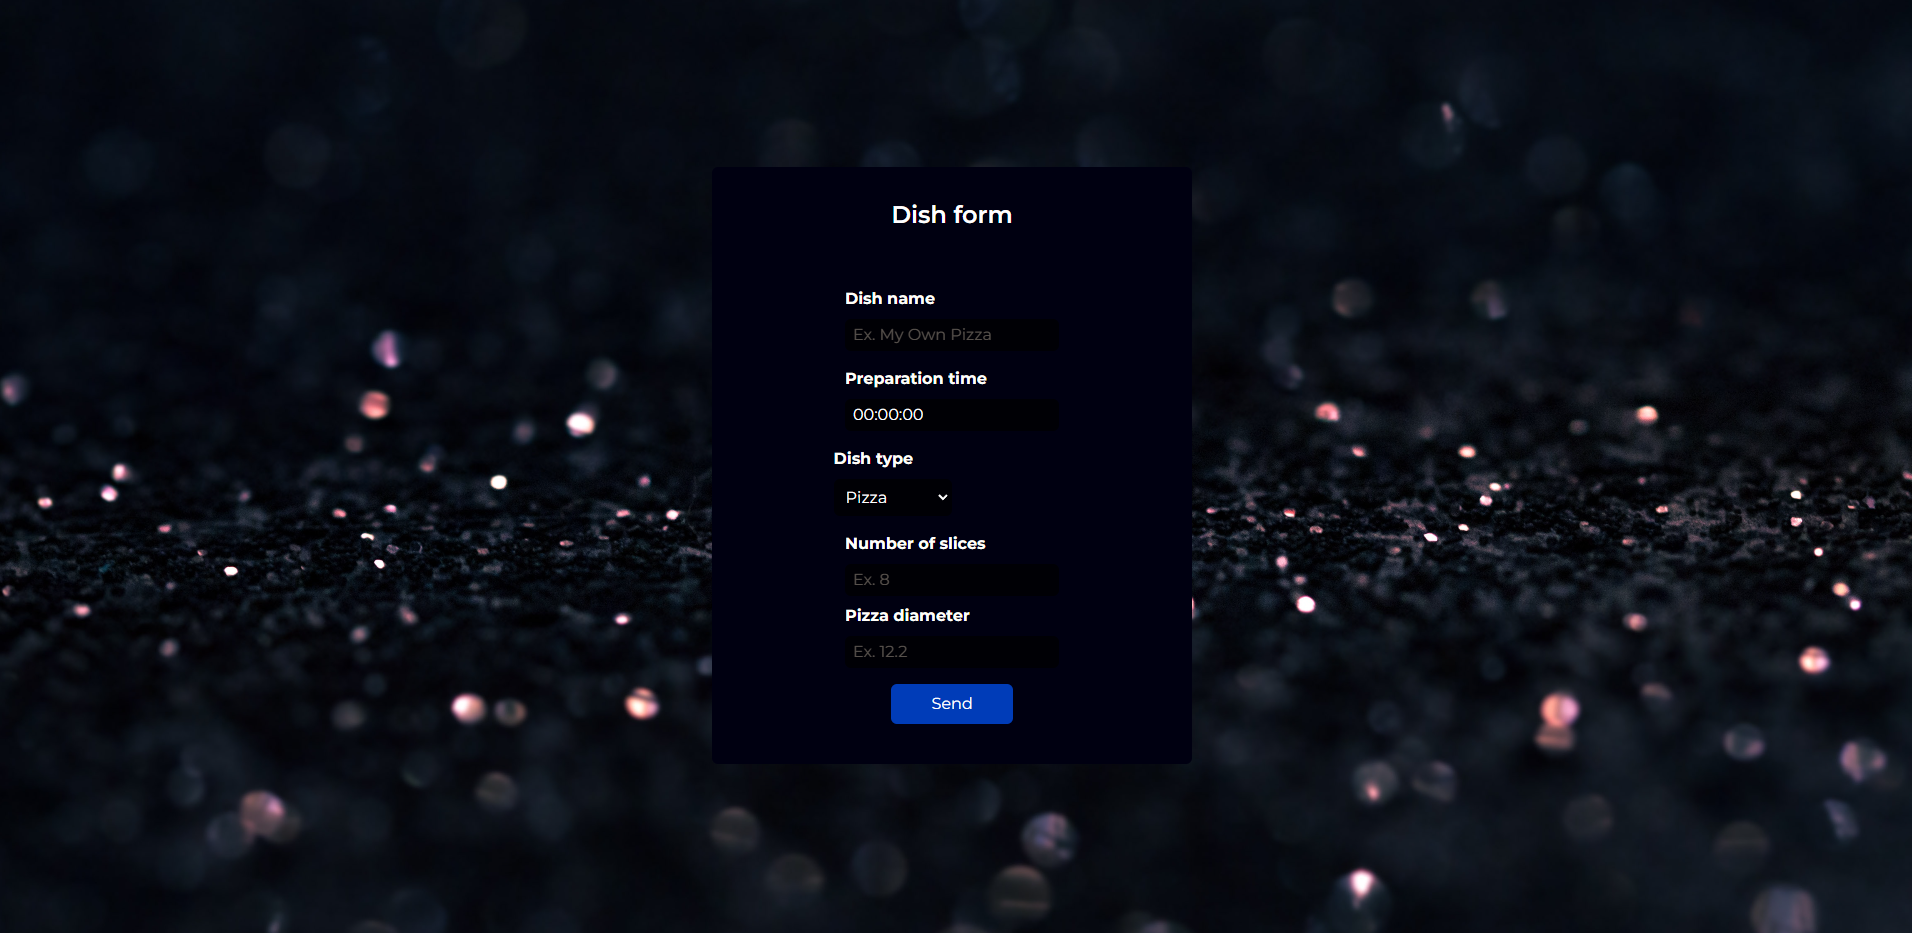 Dish form
Dish name
Ex. My Own Pizza
Preparation time
00:00:00
Dish type
Pizza
Number of slices
Ex. 8
Pizza diameter
Ex. 12.2
Send